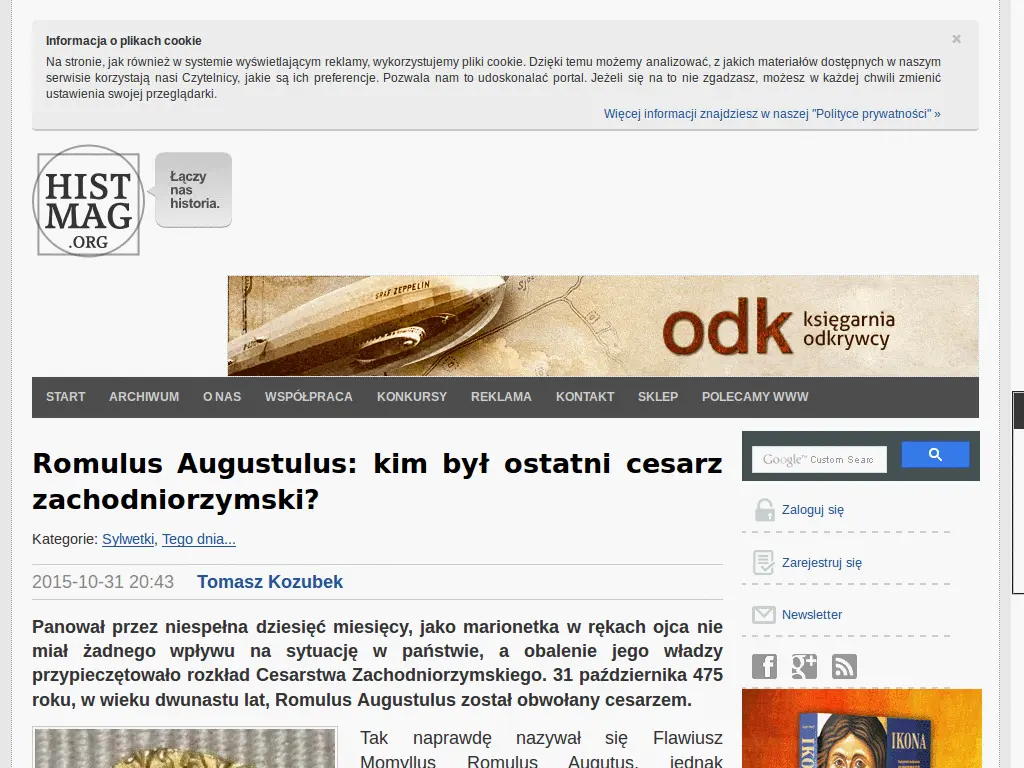 Informacja o plikach cookie
×
Na stronie, jak również w systemie wyświetlającym reklamy, wykorzystujemy pliki cookie. Dzięki temu możemy analizować, z jakich materiałów dostępnych w naszym
serwisie korzystają nasi Czytelnicy, jakie są ich preferencje. Pozwala nam to udoskonalać portal. Jeżeli się na to nie zgadzasz, możesz w każdej chwili zmienić
ustawienia swojej przeglądarki.
Więcej informacji znajdziesz w naszej "Polityce prywatności" »
HIST
MAG
.ORG
Łączy
nas
historia.
GRAF ZEPPELIN
odk
księgarnia
odkrywcy
START ARCHIWUM O NAS WSPÓŁPRACA KONKURSY REKLAMA KONTAKT SKLEP POLECAMY WWW
Romulus Augustulus: kim był ostatni cesarz
zachodniorzymski?
Kategorie: Sylwetki, Tego dnia...
2015-10-31 20:43 Tomasz Kozubek
Panował przez niespełna dziesięć miesięcy, jako marionetka w rękach ojca nie
miał żadnego wpływu na sytuację w państwie, a obalenie jego władzy
przypieczętowało rozkład Cesarstwa Zachodniorzymskiego. 31 października 475
roku, w wieku dwunastu lat, Romulus Augustulus został obwołany cesarzem.
Tak naprawdę nazywał się Flawiusz
Momyllus Romulus Augutus, jednak
Google™ Custom Searc
Zaloguj się
Zarejestruj się
Newsletter
IKONA